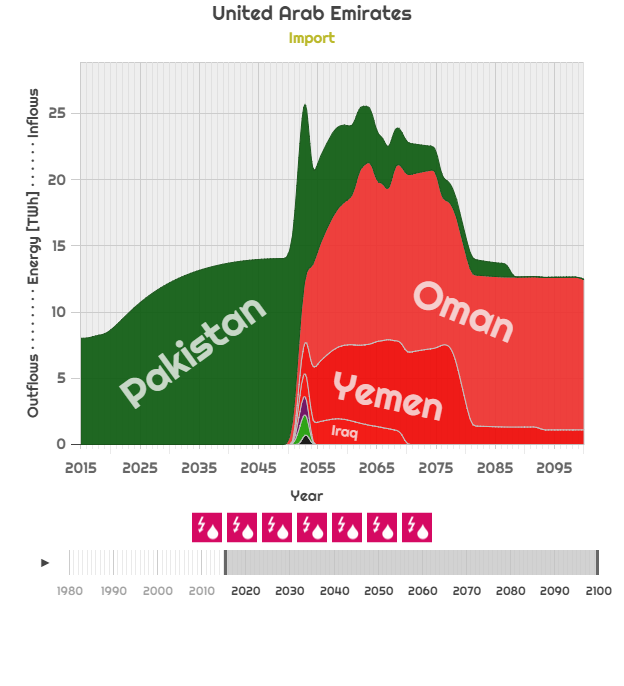 United Arab Emirates
Import
Outflows · · · · · · · · · Energy [TWh] · · · · · · Inflows
25
20
15
10
5
0
Pakistan
Oman
Yemen
Iraq
2015 2025 2035 2045 2055 2065 2075 2085 2095
Year
1980 1990 2000 2010 2020 2030 2040 2050 2060 2070 2080 2090 2100